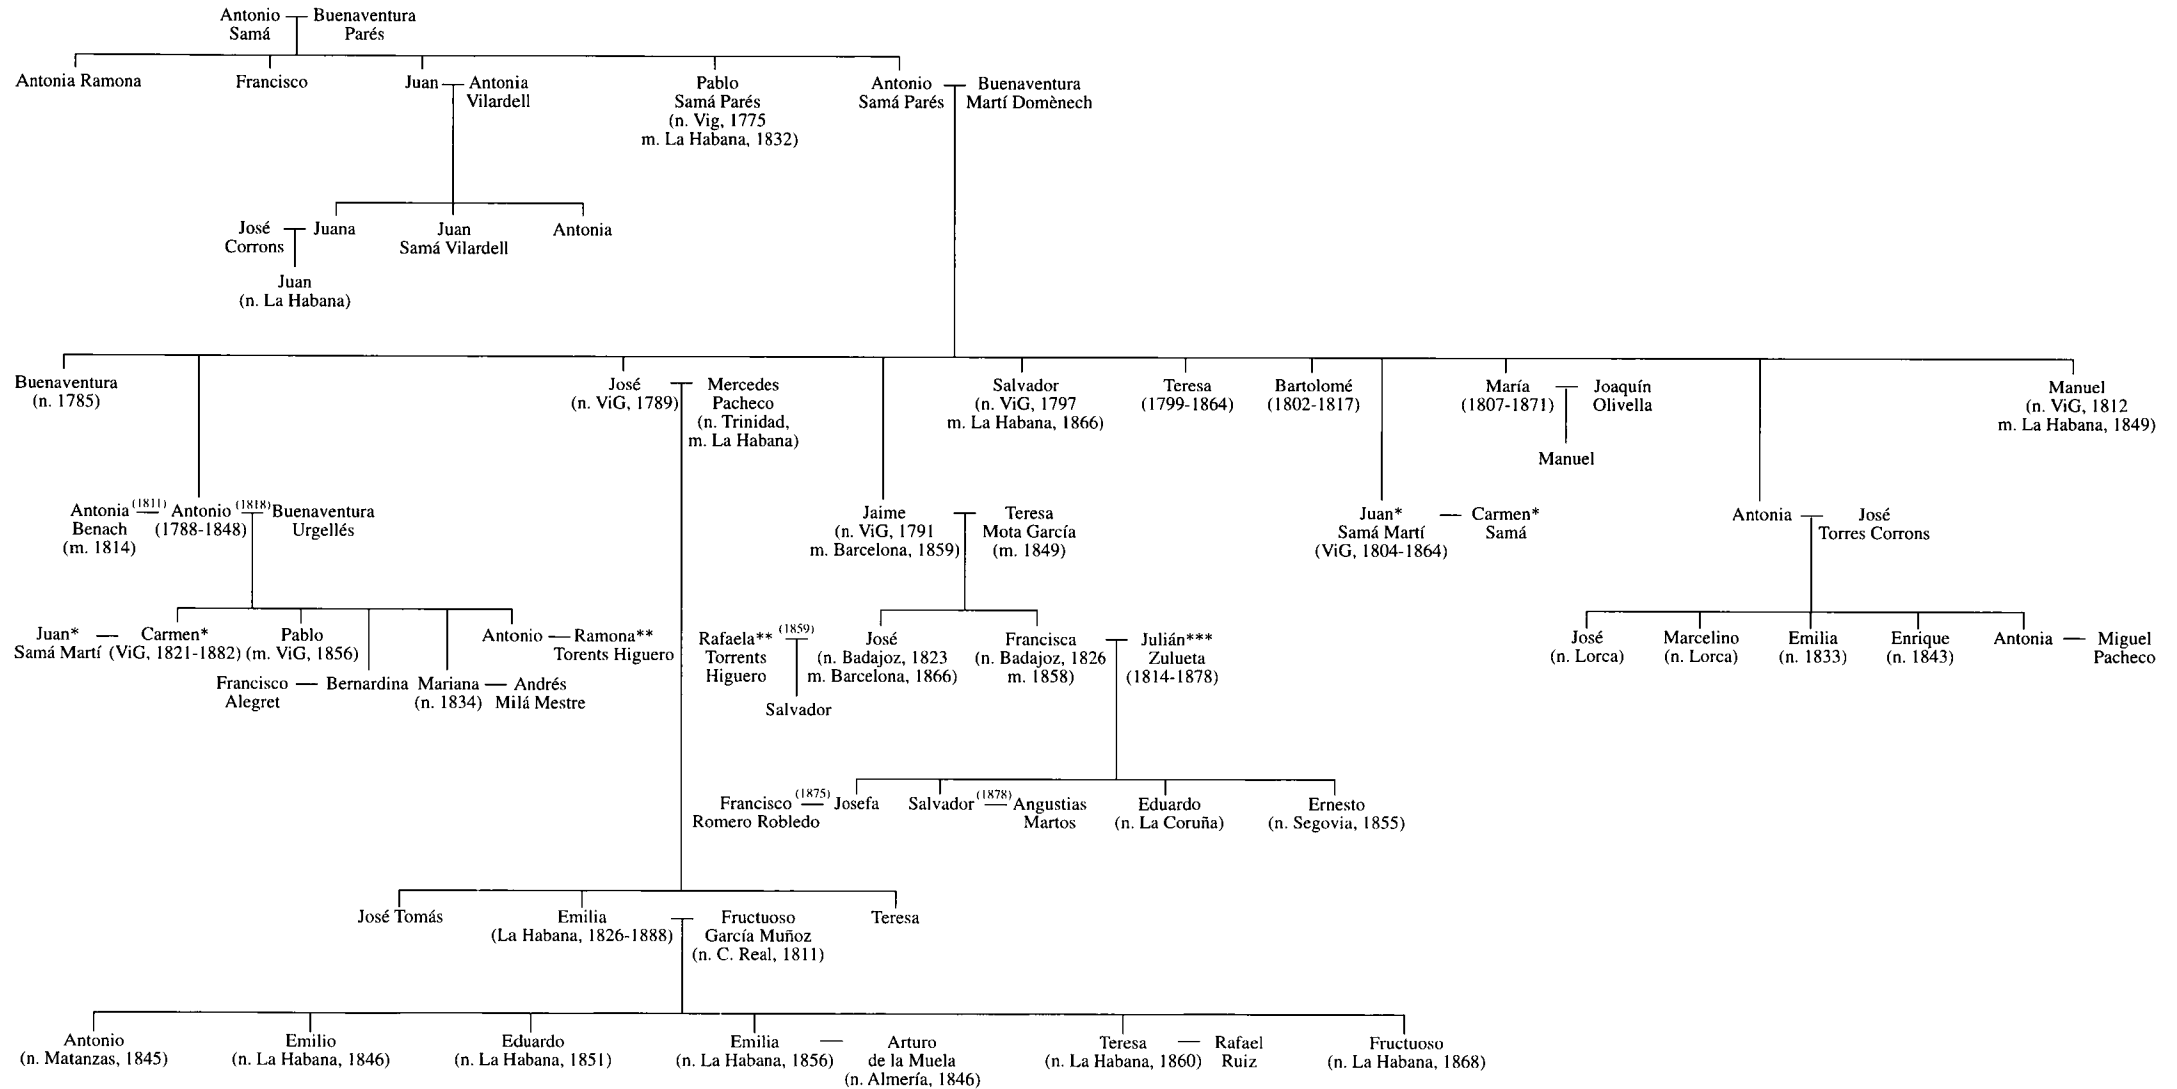 Antonio Buenaventura
Samá Parés
Antonia Ramona Francisco Juan Antonia Pablo Antonio Buenaventura
Vilardell Samá Parés Samá Parés Martí Domènech
(n. Vig, 1775
m. La Habana, 1832)
José Juana Juan Antonia
Corrons Samá Vilardell
Juan
(n. La Habana)
Buenaventura José Mercedes Salvador Teresa Bartolomé María Joaquín Manuel
(n. 1785) (n. ViG, 1789) Pacheco (n. ViG, 1797 (1799-1864) (1802-1817) (1807-1871) Olivella (n. ViG, 1812
(n. Trinidad, m. La Habana, 1866) m. La Habana, 1849)
m. La Habana)
Manuel
Antonia (1811) Antonio (1818) Buenaventura Jaime Teresa Juan* Carmen* Antonia José
Benach (1788-1848) Urgellés (n. ViG, 1791 Mota García Samá Martí Samá Torres Corrons
(m. 1814) m. Barcelona, 1859) (m. 1849) (ViG, 1804-1864)
Juan* Carmen* Pablo Antonio Ramona** Rafaela** (1859) José Francisca Julián*** José Marcelino Emilia Enrique Antonia Miguel
Samá Martí (ViG, 1821-1882) (m. ViG, 1856) Torents Higuero Torrents (n. Badajoz, 1823 (n. Badajoz, 1826 Zulueta (n. Lorca) (n. Lorca) (n. 1833) (n. 1843) Pacheco
Higuero m. Barcelona, 1866) m. 1858) (1814-1878)
Francisco Bernardina Mariana Andrés
Alegret (n. 1834) Milá Mestre
Salvador
Francisco (1875) Josefa Salvador (1878) Angustias Eduardo Ernesto
Romero Robledo Martos (n. La Coruña) (n. Segovia, 1855)
José Tomás Emilia Fructuoso Teresa
(La Habana, 1826-1888) García Muñoz
(n. C. Real, 1811)
Antonio Emilio Eduardo Emilia Arturo Teresa Rafael Fructuoso
(n. Matanzas, 1845) (n. La Habana, 1846) (n. La Habana, 1851) (n. La Habana, 1856) de la Muela (n. La Habana, 1860) Ruiz (n. La Habana, 1868)
(n. Almería, 1846)